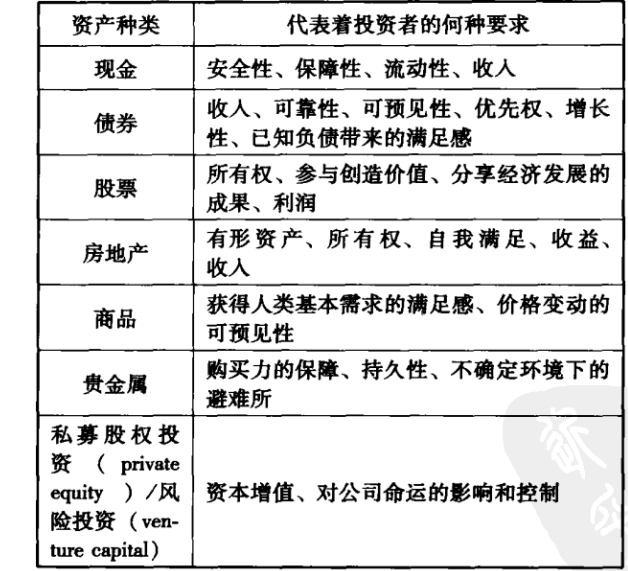 资产种类 代表着投资者的何种要求
现金 安全性、保障性、流动性、收入
债券 收入、可靠性、可预见性、优先权、增长
性、已知负债带来的满足感
股票 所有权、参与创造价值、分享经济发展的
成果、利润
房地产 有形资产、所有权、自我满足、收益、
收入
商品 获得人类基本需求的满足感、价格变动的
可预见性
贵金属 购买力的保障、持久性、不确定环境下的
避难所
私募股权投
资 ( private
equity ) /风
险投资 ( ven-
ture capital)
资本增值、对公司命运的影响和控制